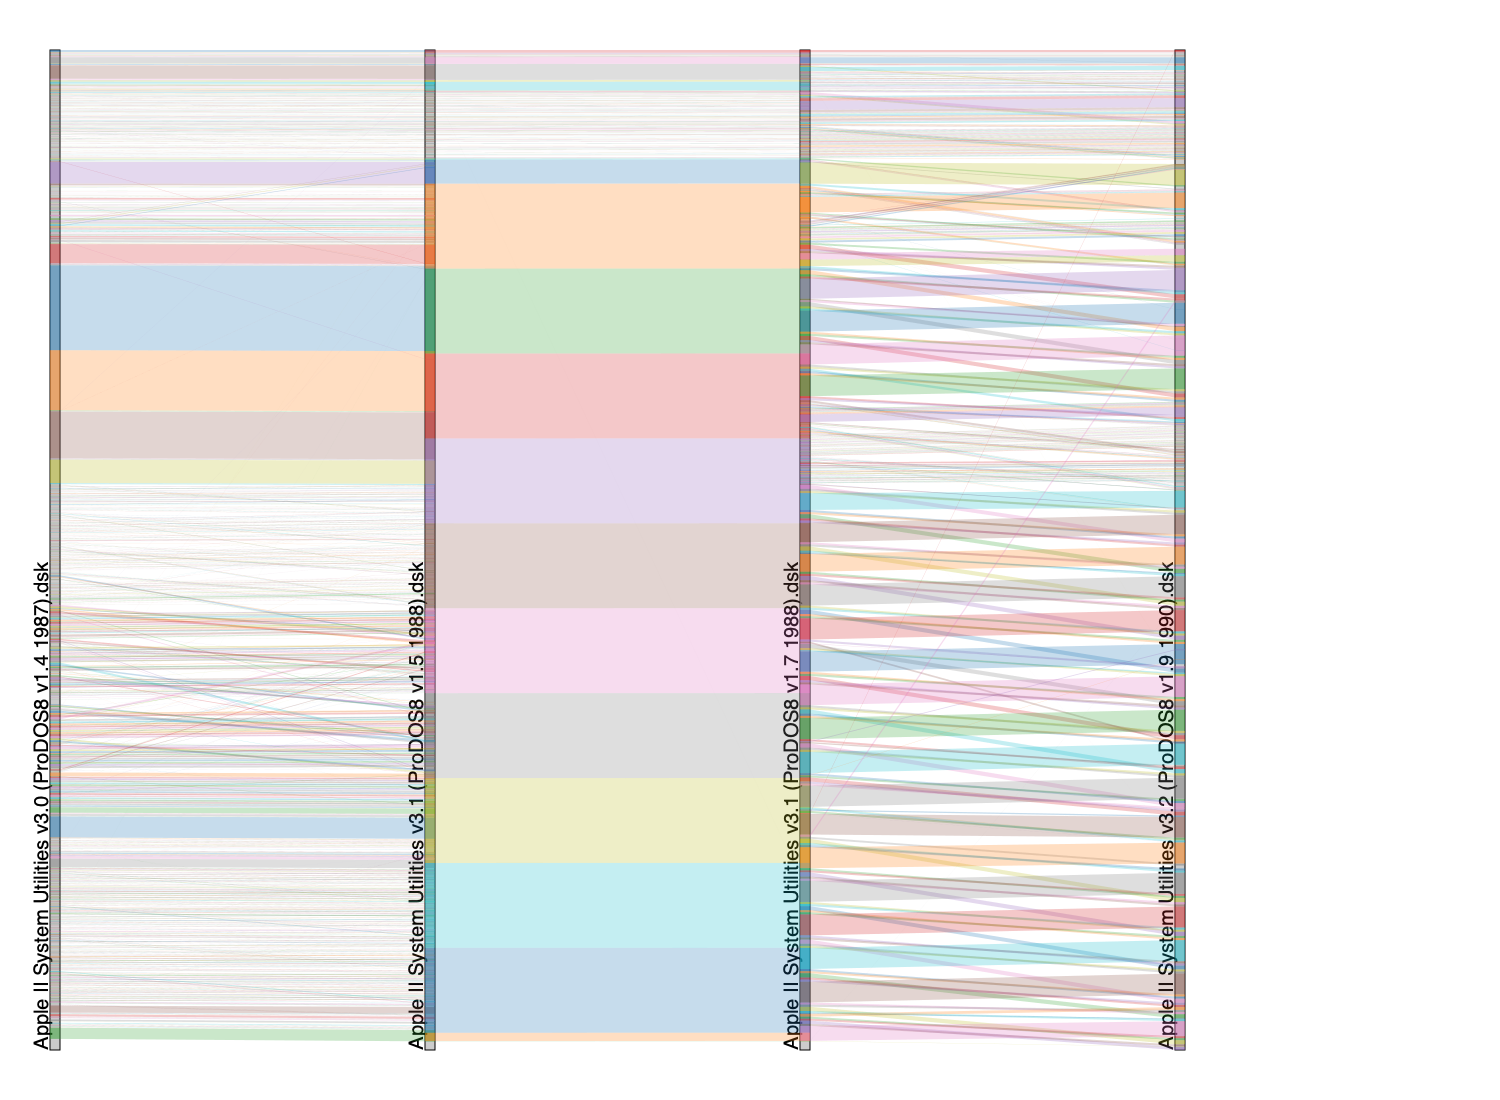 Apple II System Utilities v3.0 (ProDOS8 v1.4 1987).dsk
Apple II System Utilities v3.1 (ProDOS8 v1.5 1988).dsk
Apple II System Utilities v3.1 (ProDOS8 v1.7 1988).dsk
Apple II System Utilities v3.2 (ProDOS8 v1.9 1990).dsk